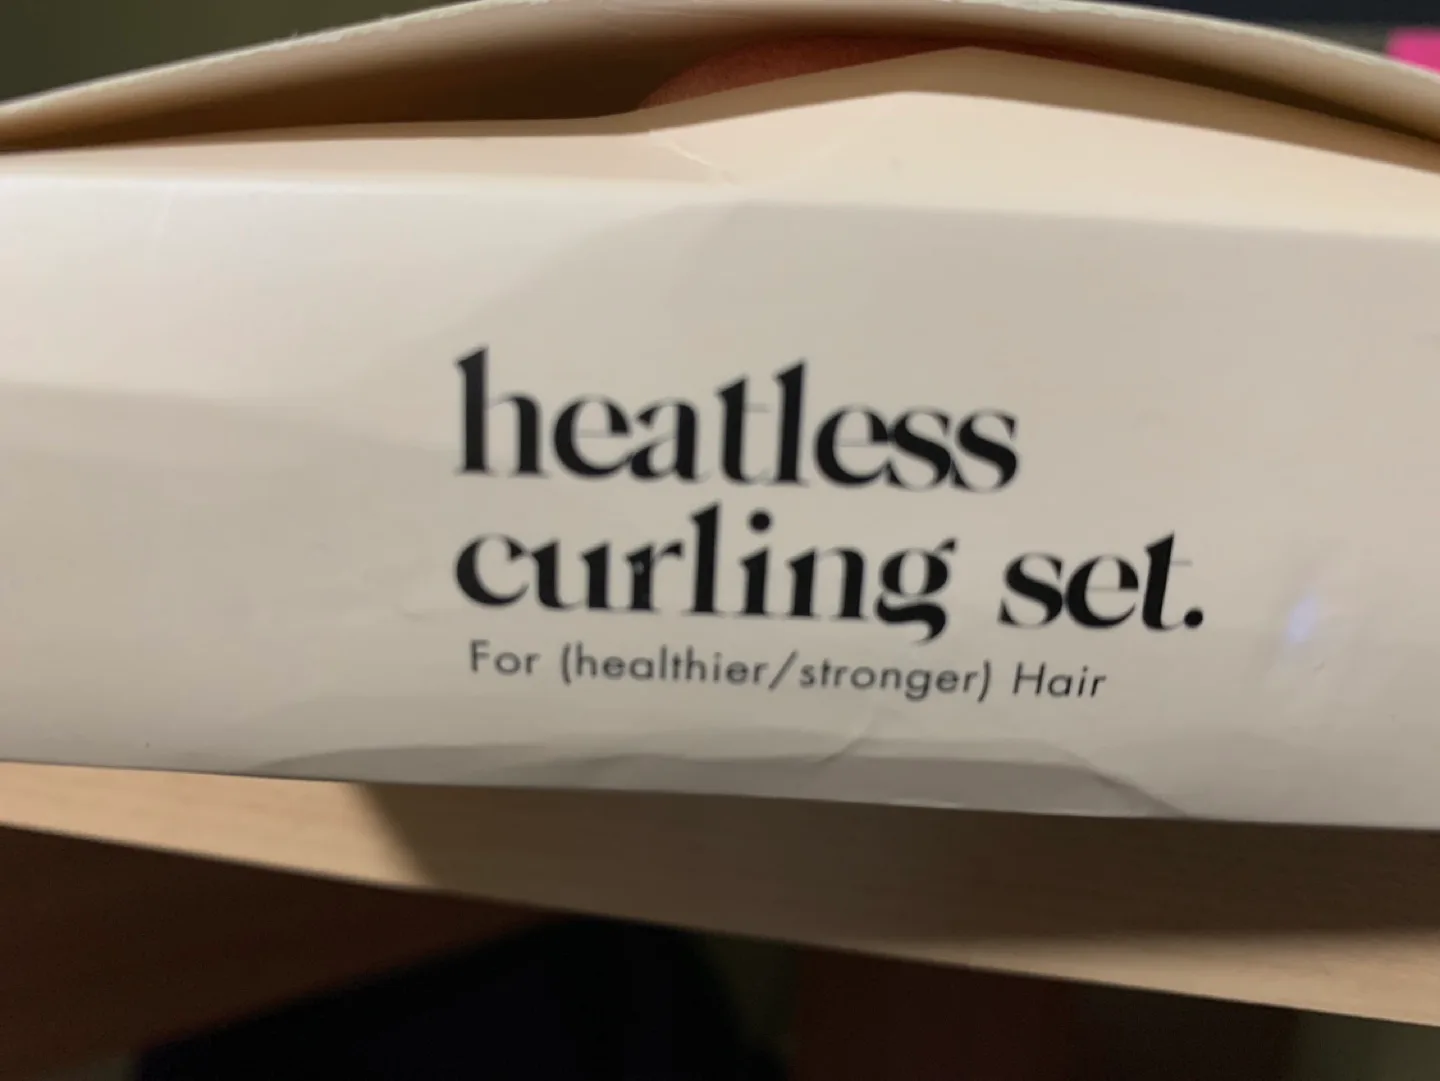 heatless
curling set.
For (healthier/stronger) Hair